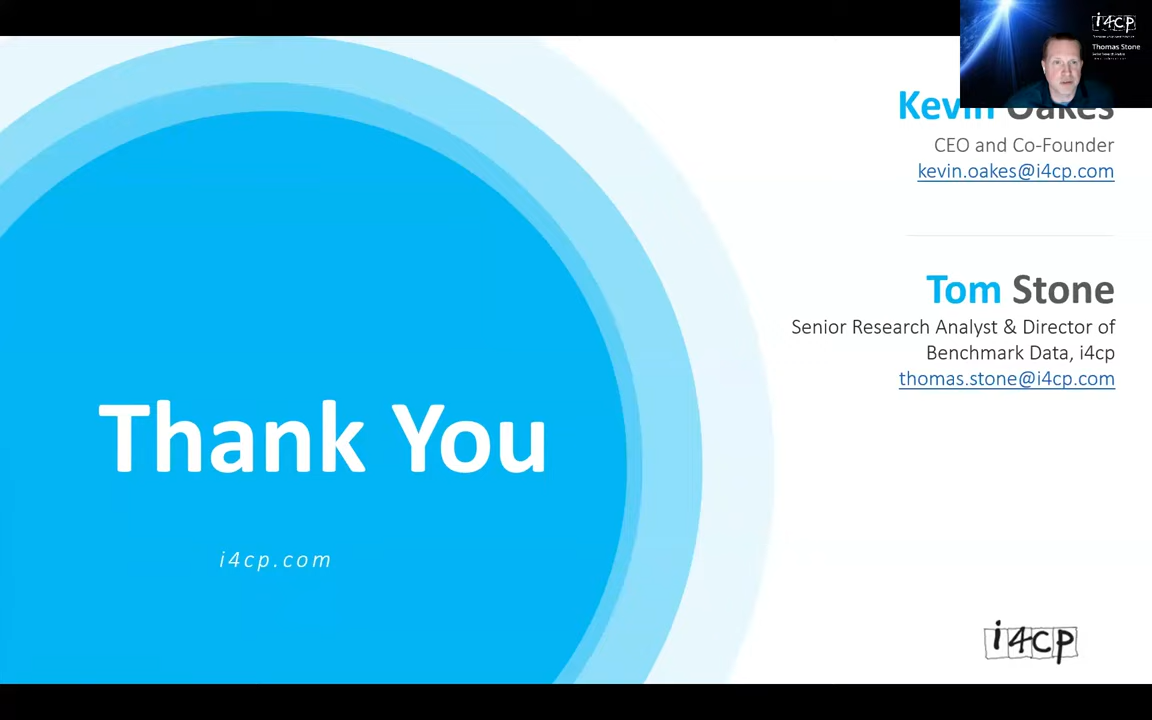 i4cp
Thomas Stone
Kevin Oakes
CEO and Co-Founder
kevin.oakes@i4cp.com
Tom Stone
Senior Research Analyst & Director of
Benchmark Data, i4cp
thomas.stone@i4cp.com
Thank You
i4cp.com
i4cp